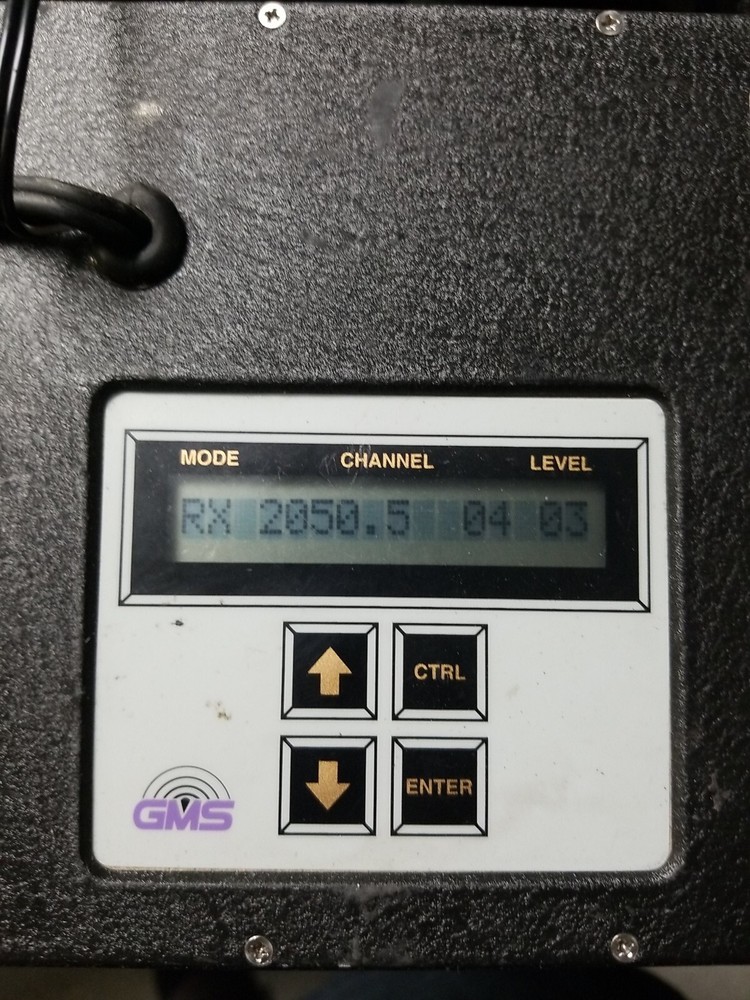 MODE CHANNEL LEVEL
RX 2050.5 04 03
CTRL
ENTER
GMS